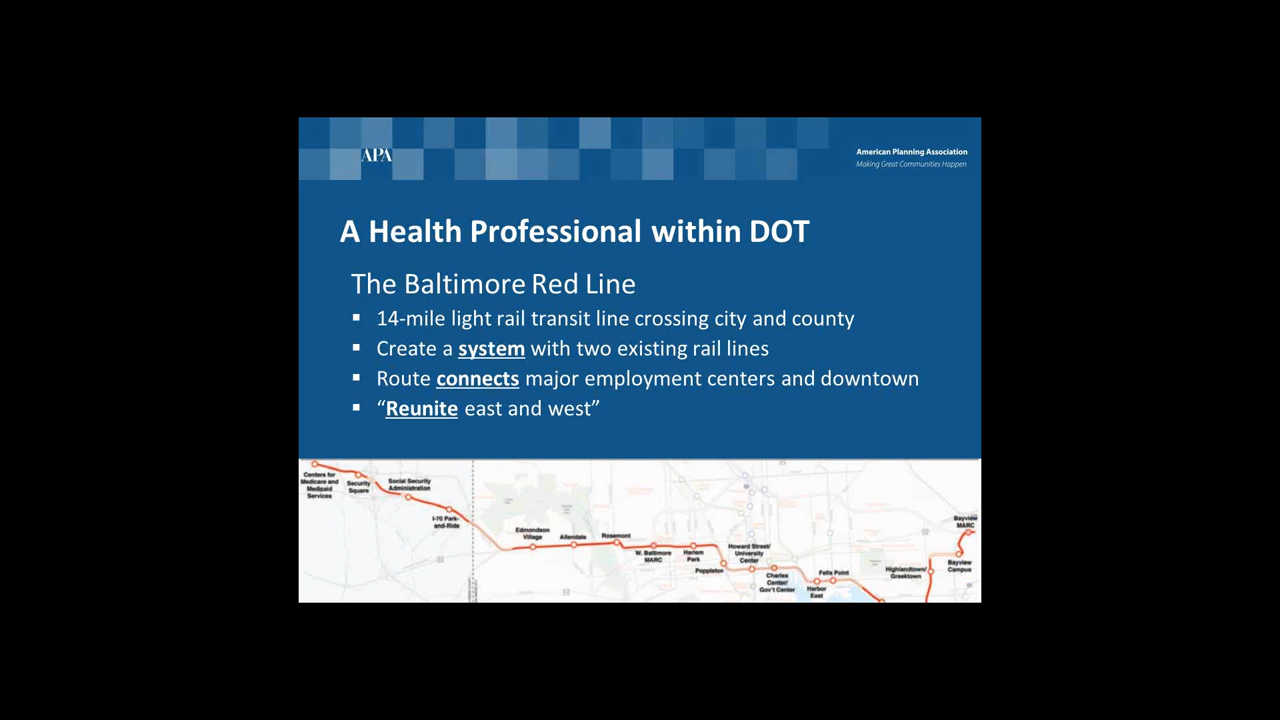 APA
American Planning Association
Making Great Communities Happen
A Health Professional within DOT
The Baltimore Red Line
▪ 14-mile light rail transit line crossing city and county
▪ Create a system with two existing rail lines
▪ Route connects major employment centers and downtown
▪ “Reunite east and west”
Centers for
Medicare and
Medicaid
Services
Security
Square
Social Security
Administration
I-70 Park-
and-Ride
Edmondson
Village
Allendale
Rosemont
W. Baltimore
MARC
Harlem
Park
Poppleton
Howard Street/
University
Center
Charles
Center/
Gov't Center
Harbor
East
Fells Point
Highlandtown/
Greektown
Bayview
MARC
Bayview
Campus